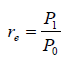 r_e = P_1 / P_0